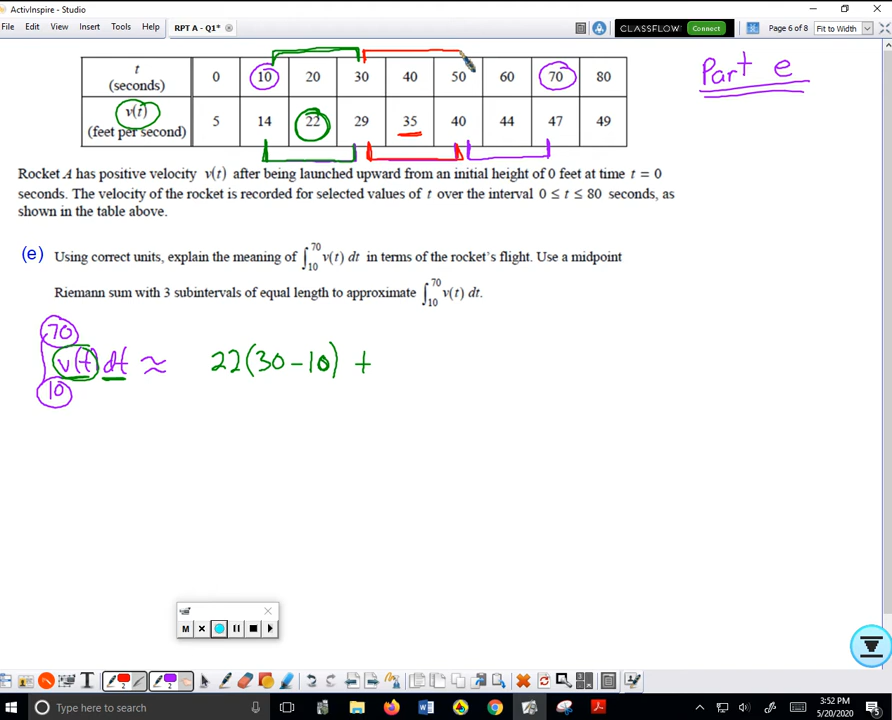 ActivInspire - Studio
File Edit View Insert Tools Help RPT A - Q1* CLASSFLOW Connect Page 6 of 8 Fit to Width
t (seconds) 0 10 20 30 40 50 60 70 80
v(t) (feet per second) 5 14 22 29 35 40 44 47 49
Part e
Rocket A has positive velocity v(t) after being launched upward from an initial height of 0 feet at time t = 0
seconds. The velocity of the rocket is recorded for selected values of t over the interval 0 ≤ t ≤ 80 seconds, as
shown in the table above.
(e) Using correct units, explain the meaning of ∫₁₀⁷⁰ v(t) dt in terms of the rocket's flight. Use a midpoint
Riemann sum with 3 subintervals of equal length to approximate ∫₁₀⁷⁰ v(t) dt.
∫₁₀⁷⁰ v(t) dt ≈ 22(30-10) +
M
T 2 2
Type here to search
3:52 PM
5/20/2020
5